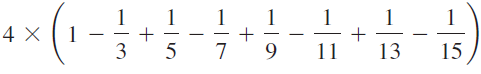 4 × (1 − 1/3 + 1/5 − 1/7 + 1/9 − 1/11 + 1/13 − 1/15)